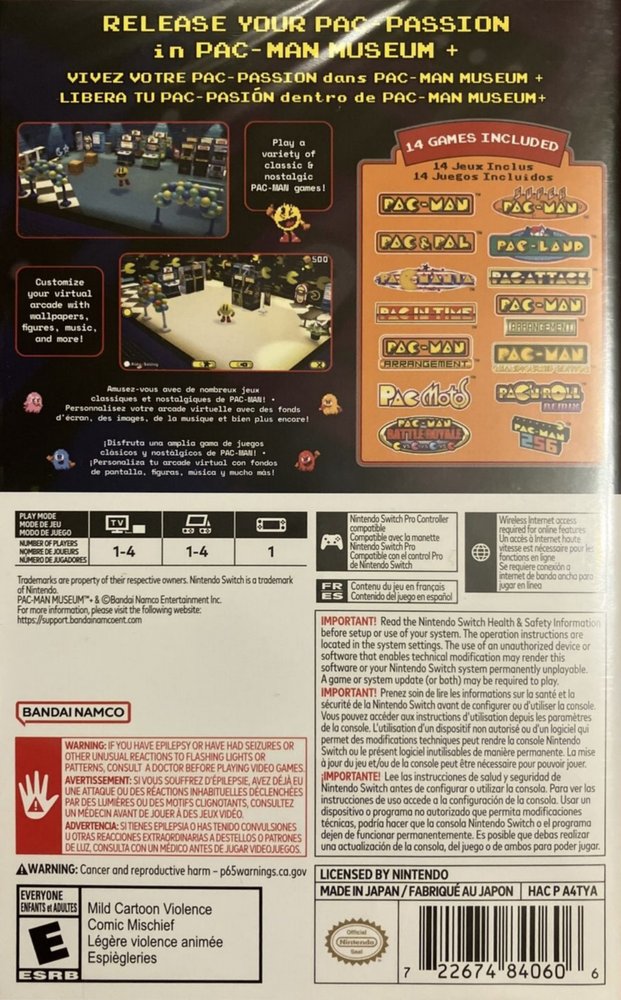 RELEASE YOUR PAC-PASSION
in PAC-MAN MUSEUM +
VIVEZ VOTRE PAC-PASSION dans PAC-MAN MUSEUM +
LIBERA TU PAC-PASIÓN dentro de PAC-MAN MUSEUM+
Play a
variety of
classic &
nostalgic
PAC-MAN games!
500
Customize
your virtual
arcade with
wallpapers,
figures, music,
and more!
Amusez-vous avec de nombreux jeux
classiques et nostalgiques de PAC-MAN! •
Personnalisez votre arcade virtuelle avec des fonds
d'écran, des images, de la musique et bien plus encore!
¡Disfruta una amplia gama de juegos
clásicos y nostálgicos de PAC-MAN! •
¡Personaliza tu arcade virtual con fondos
de pantalla, figuras, música y mucho más!
14 GAMES INCLUDED
14 Jeux Inclus
14 Juegos Incluidos
PAC-MAN™
SUPER PAC-MAN™
PAC & PAL™
PAC-LAND™
PAC-MANIA™
PAC-ATTACK™
PAC IN TIME™
PAC-MAN ARRANGEMENT™
PAC-MAN ARRANGEMENT™
PAC-MAN
PAC MOTOS™
PAC'N ROLL REMIX™
PAC-MAN BATTLE ROYALE™
PAC-MAN 256™
PLAY MODE
MODE DE JEU
MODO DE JUEGO
TV
NUMBER OF PLAYERS
NOMBRE DE JOUEURS
NÚMERO DE JUGADORES
1-4
1-4
1
Nintendo Switch Pro Controller
compatible
Compatible avec la manette
Nintendo Switch Pro
Compatible con el control Pro
de Nintendo Switch
Wireless Internet access
required for online features
Un accès à Internet haute
vitesse est nécessaire pour les
fonctions en ligne
Se requiere conexión a
internet de banda ancha para
jugar en línea
FR
ES
Contenu du jeu en français
Contenido del juego en español
Trademarks are property of their respective owners. Nintendo Switch is a trademark
of Nintendo.
PAC-MAN MUSEUM™+ & ©Bandai Namco Entertainment Inc.
For more information, please visit the following website:
https://support.bandainamcoent.com
BANDAI NAMCO
WARNING: IF YOU HAVE EPILEPSY OR HAVE HAD SEIZURES OR
OTHER UNUSUAL REACTIONS TO FLASHING LIGHTS OR
PATTERNS, CONSULT A DOCTOR BEFORE PLAYING VIDEO GAMES.
AVERTISSEMENT: SI VOUS SOUFFREZ D'ÉPILEPSIE, AVEZ DÉJÀ EU
UNE ATTAQUE OU DES RÉACTIONS INHABITUELLES DÉCLENCHÉES
PAR DES LUMIÈRES OU DES MOTIFS CLIGNOTANTS, CONSULTEZ
UN MÉDECIN AVANT DE JOUER À DES JEUX VIDÉO.
ADVERTENCIA: SI TIENES EPILEPSIA O HAS TENIDO CONVULSIONES
U OTRAS REACCIONES EXTRAORDINARIAS A DESTELLOS O PATRONES
DE LUZ, CONSULTA CON UN MÉDICO ANTES DE JUGAR VIDEOJUEGOS.
IMPORTANT! Read the Nintendo Switch Health & Safety Information
before setup or use of your system. The operation instructions are
located in the system settings. The use of an unauthorized device or
software that enables technical modification may render this
software or your Nintendo Switch system permanently unplayable.
A game or system update (or both) may be required to play.
IMPORTANT! Prenez soin de lire les informations sur la santé et la
sécurité de la Nintendo Switch avant de configurer ou d'utiliser la console.
Vous pouvez accéder aux instructions d'utilisation depuis les paramètres
de la console. L'utilisation d'un dispositif non autorisé ou d'un logiciel qui
permet des modifications techniques peut rendre la console Nintendo
Switch ou le présent logiciel inutilisables de manière permanente. La mise
à jour du jeu et/ou de la console peut être nécessaire pour pouvoir jouer.
¡IMPORTANTE! Lee las instrucciones de salud y seguridad de
Nintendo Switch antes de configurar o utilizar la consola. Para ver las
instrucciones de uso accede a la configuración de la consola. Usar un
dispositivo o programa no autorizado que permita modificaciones
técnicas, podría hacer que la consola Nintendo Switch o el programa
dejen de funcionar permanentemente. Es posible que debas realizar
una actualización de la consola, del juego o de ambos para poder jugar.
WARNING: Cancer and reproductive harm - p65warnings.ca.gov
EVERYONE
ENFANTS et ADULTES
E
ESRB
Mild Cartoon Violence
Comic Mischief
Légère violence animée
Espiègleries
LICENSED BY NINTENDO
MADE IN JAPAN / FABRIQUÉ AU JAPON
HAC P A4TYA
Official
Nintendo
Seal
7 22674 84060 6